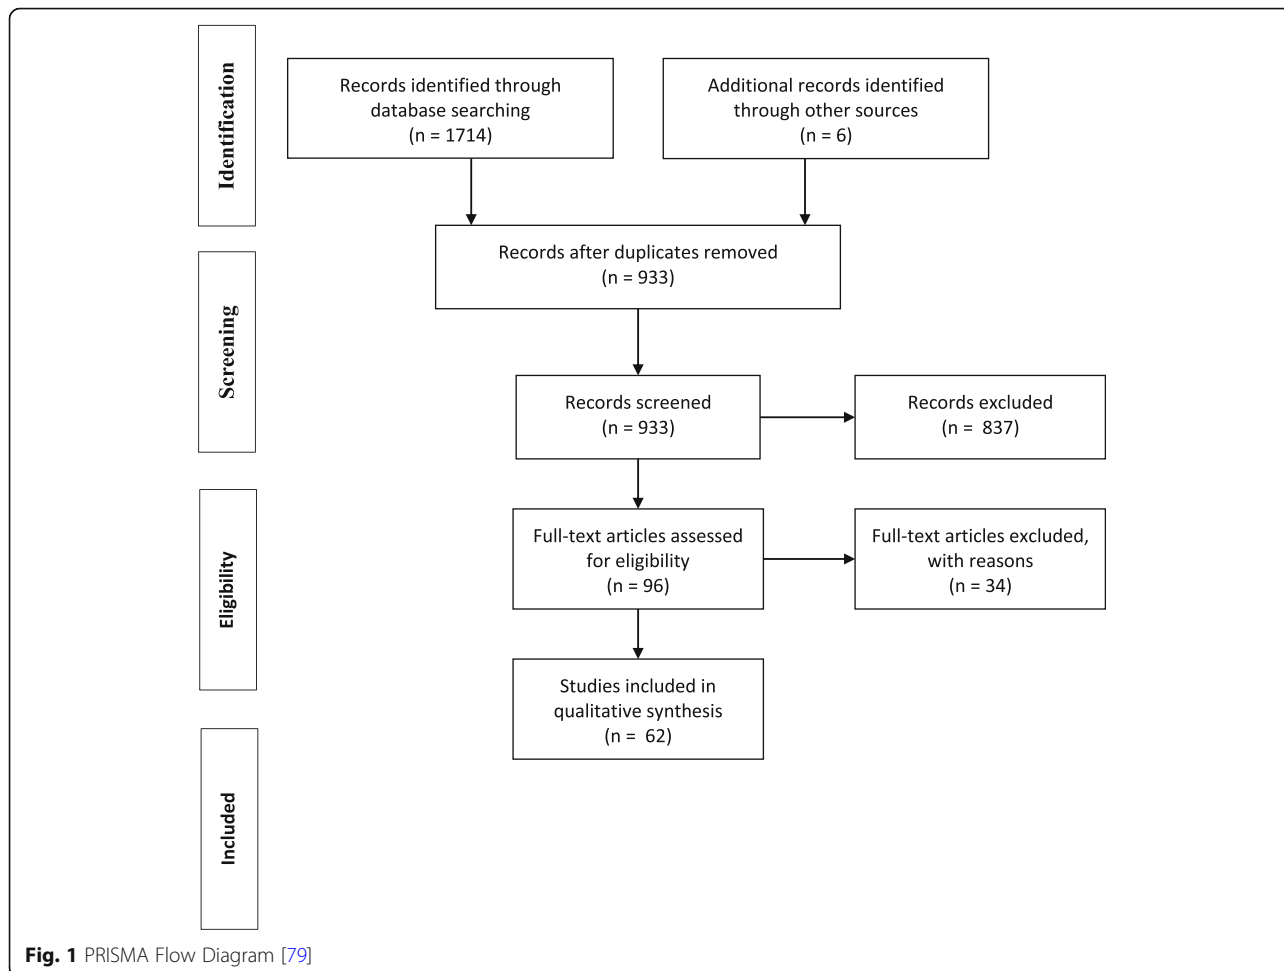 Identification
Records identified through
database searching
(n = 1714)
Additional records identified
through other sources
(n = 6)
Records after duplicates removed
(n = 933)
Screening
Records screened
(n = 933)
Records excluded
(n =  837)
Eligibility
Full-text articles assessed
for eligibility
(n = 96)
Full-text articles excluded,
with reasons
(n = 34)
Studies included in
qualitative synthesis
(n =  62)
Included
Fig. 1 PRISMA Flow Diagram [79]